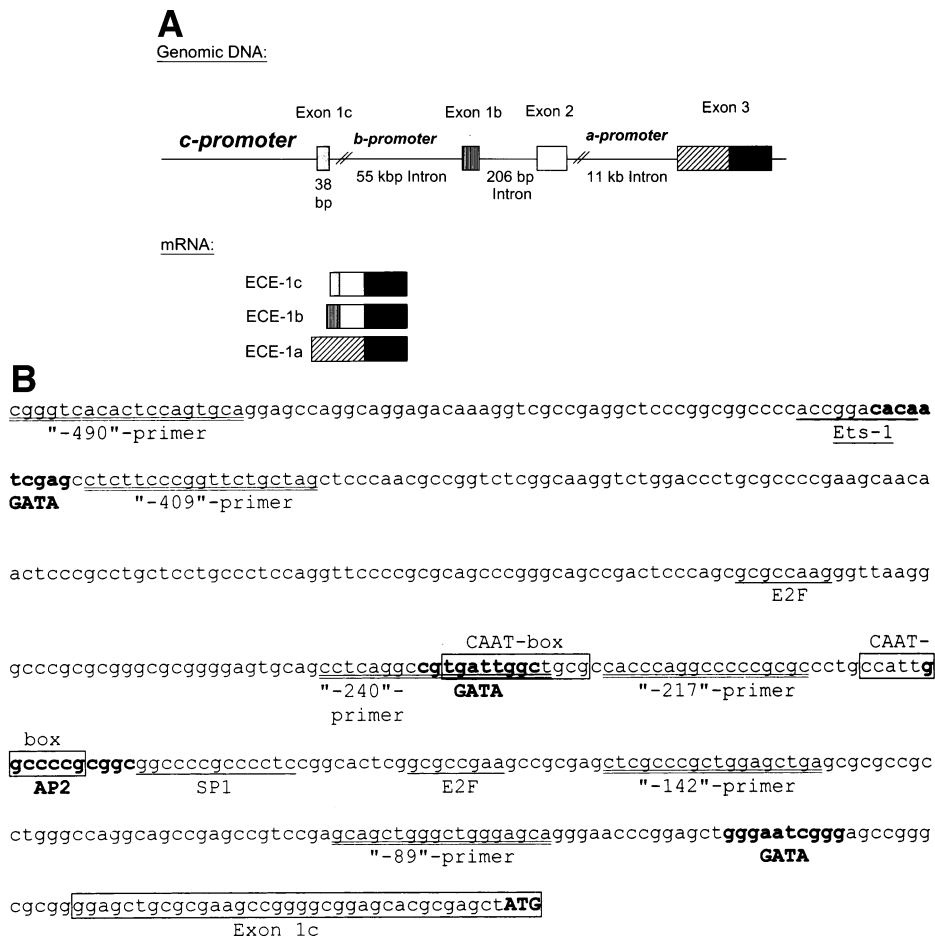 A
Genomic DNA:
Exon 1c
Exon 1b
Exon 2
Exon 3
c-promoter
b-promoter
a-promoter
38
bp
55 kbp Intron
206 bp
Intron
11 kb Intron
mRNA:
ECE-1c
ECE-1b
ECE-1a
B
cgggtcacactccagtgcaggagccaggcaggagacaaaggtcgccgaggctcccggcggccccaccggacacaa
"-490"-primer
Ets-1
tcgagcctcttcccggttctgctagctcccaacgccggtctcggcaaggtctggaccctgcgccccgaagcaaca
GATA
"-409"-primer
actcccgcctgctcctgccctccaggttccccgcgcagcccgggcagccgactcccagcgcgccaagggttaagg
E2F
CAAT-box
CAAT-
gcccgcgcgggcgcggggagtgcagcctcaggccgtgattggctgcgccacccaggcccccgcgcccctgccattg
"-240"-
primer
GATA
"-217"-primer
box
gccccgcggcggccccgcccctccggcactcggcgccgaagccgcgagctcgcccgctggagctgagcgcgccgc
AP2
SP1
E2F
"-142"-primer
ctgggccaggcagccgagccgtccgagcagctgggctgggagcagggaacccggagctgggaatcgggagccggg
"-89"-primer
GATA
cgcggggagctgcgcgaagccggggcggagcacgcgagctATG
Exon 1c